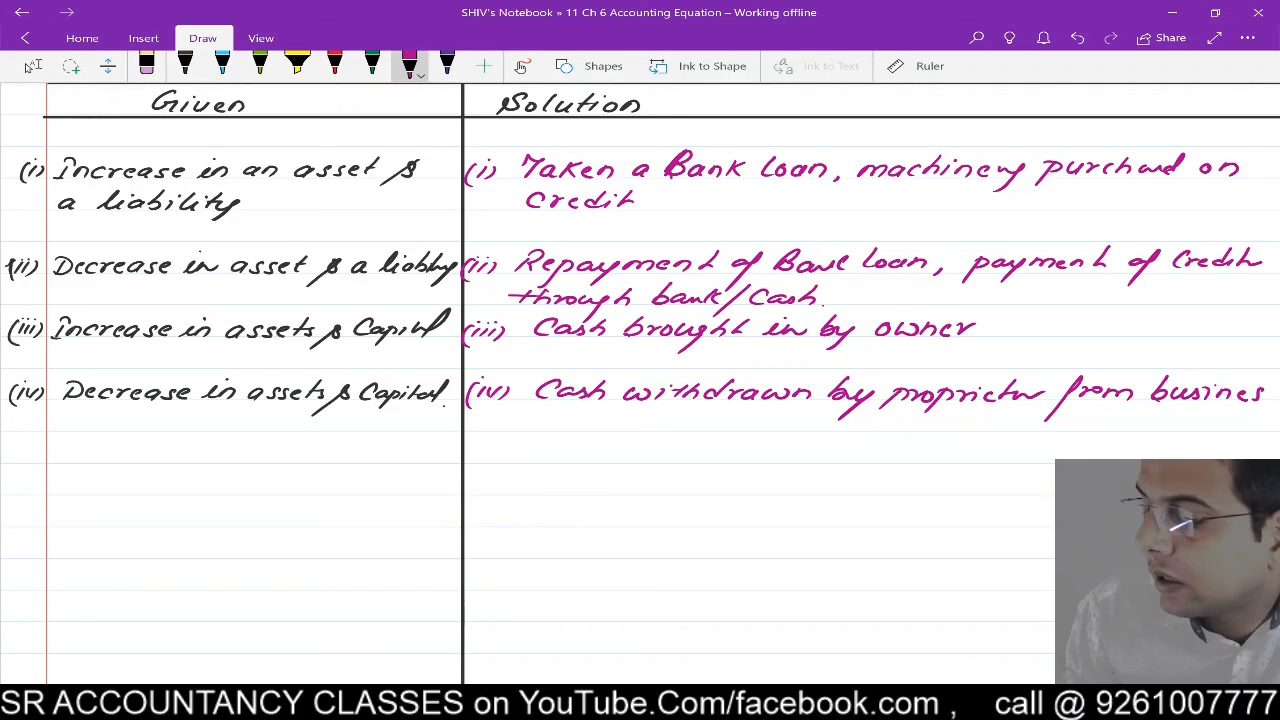 SHIV's Notebook » 11 Ch 6 Accounting Equation – Working offline
Home Insert Draw View Share
Shapes Ink to Shape Ink to Text Ruler
Given Solution
(i) Increase in an asset & (i) Taken a Bank loan, machinery purchased on
a liability Credit
(ii) Decrease in asset & a liability (ii) Repayment of Bank loan, payment of Credit
through bank/Cash.
(iii) Increase in assets & Capital (iii) Cash brought in by owner
(iv) Decrease in assets & Capital. (iv) Cash withdrawn by proprietor from busines
SR ACCOUNTANCY CLASSES on YouTube.Com/facebook.com , call @ 9261007777